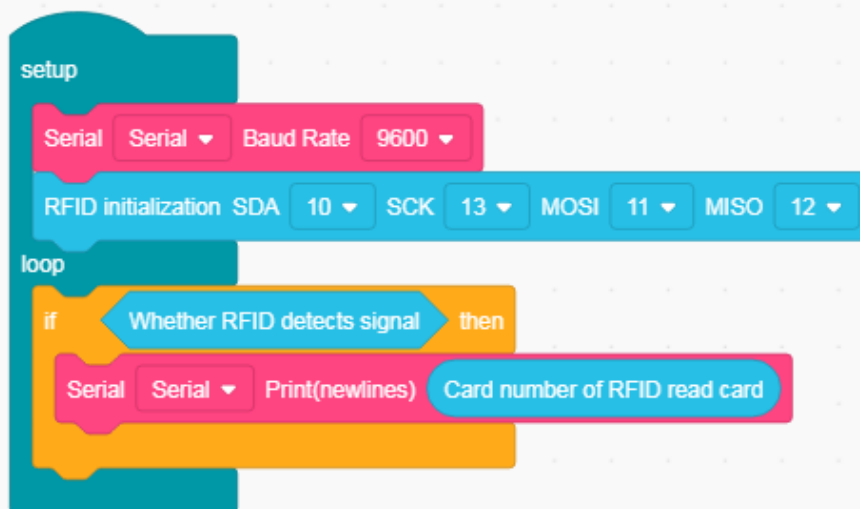 setup
Serial Serial Baud Rate 9600
RFID initialization SDA 10 SCK 13 MOSI 11 MISO 12
loop
if Whether RFID detects signal then
Serial Serial Print(newlines) Card number of RFID read card